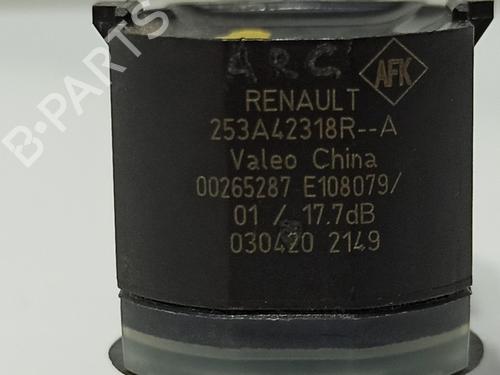 ARC
AFK
RENAULT
253A42318R--A
Valeo China
00265287 E108079/
01 / 17.7dB
030420 2149
B-PARTS